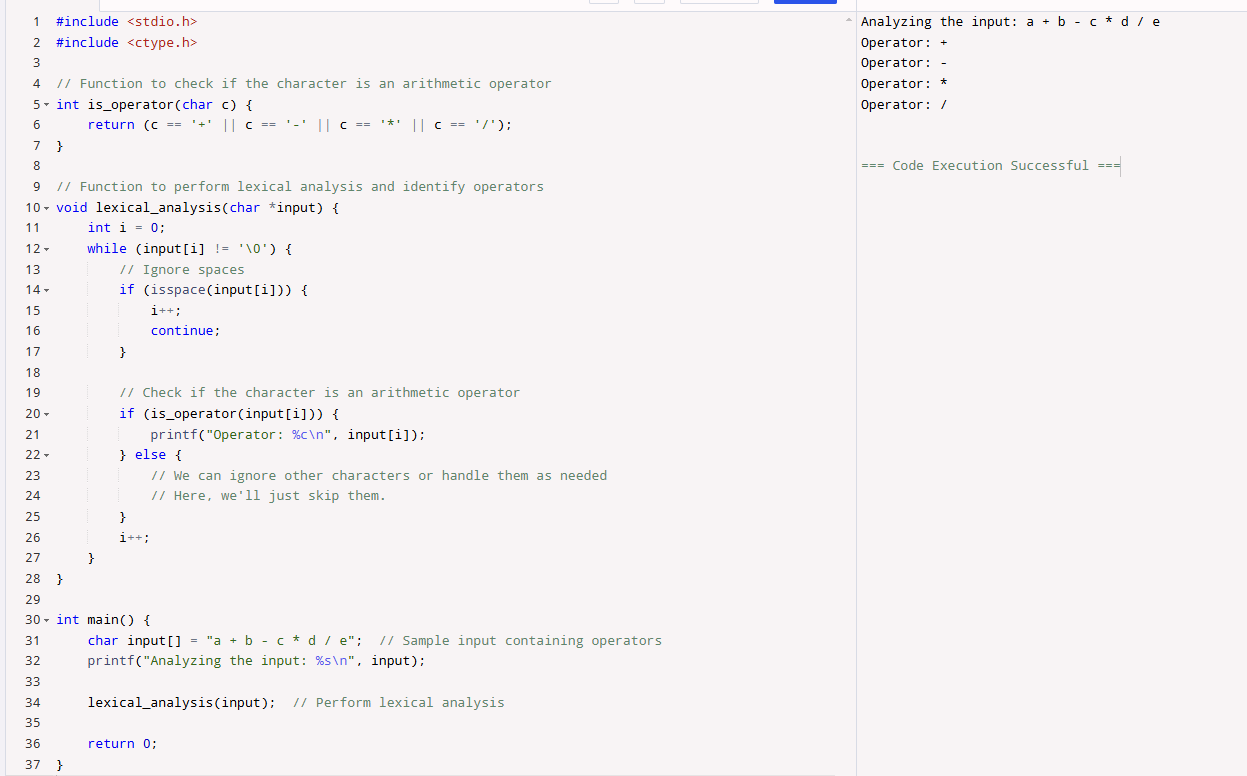 1 #include <stdio.h>
2 #include <ctype.h>
3
4 // Function to check if the character is an arithmetic operator
5 int is_operator(char c) {
6     return (c == '+' || c == '-' || c == '*' || c == '/');
7 }
8
9 // Function to perform lexical analysis and identify operators
10 void lexical_analysis(char *input) {
11     int i = 0;
12     while (input[i] != '\0') {
13         // Ignore spaces
14         if (isspace(input[i])) {
15             i++;
16             continue;
17         }
18
19         // Check if the character is an arithmetic operator
20         if (is_operator(input[i])) {
21             printf("Operator: %c\n", input[i]);
22         } else {
23             // We can ignore other characters or handle them as needed
24             // Here, we'll just skip them.
25         }
26         i++;
27     }
28 }
29
30 int main() {
31     char input[] = "a + b - c * d / e";  // Sample input containing operators
32     printf("Analyzing the input: %s\n", input);
33
34     lexical_analysis(input);  // Perform lexical analysis
35
36     return 0;
37 }
Analyzing the input: a + b - c * d / e
Operator: +
Operator: -
Operator: *
Operator: /
=== Code Execution Successful ===